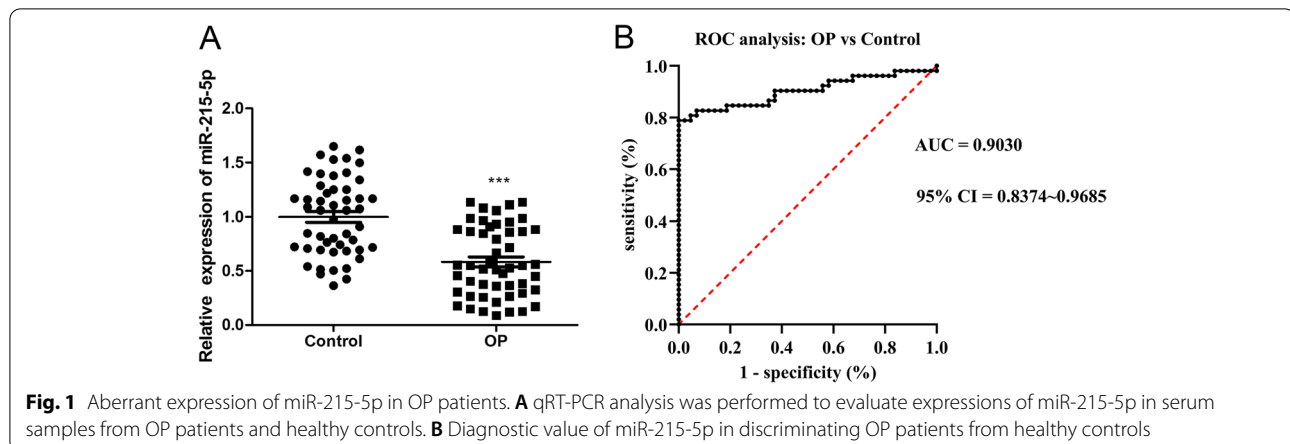 A
Relative expression of miR-215-5p
2.0
1.5
1.0
0.5
0.0
***
Control
OP
B
ROC analysis: OP vs Control
sensitivity (%)
1.0
0.8
0.6
0.4
0.2
0.0
AUC = 0.9030
95% CI = 0.8374~0.9685
0.0 0.2 0.4 0.6 0.8 1.0
1 - specificity (%)
Fig. 1 Aberrant expression of miR-215-5p in OP patients. A qRT-PCR analysis was performed to evaluate expressions of miR-215-5p in serum
samples from OP patients and healthy controls. B Diagnostic value of miR-215-5p in discriminating OP patients from healthy controls